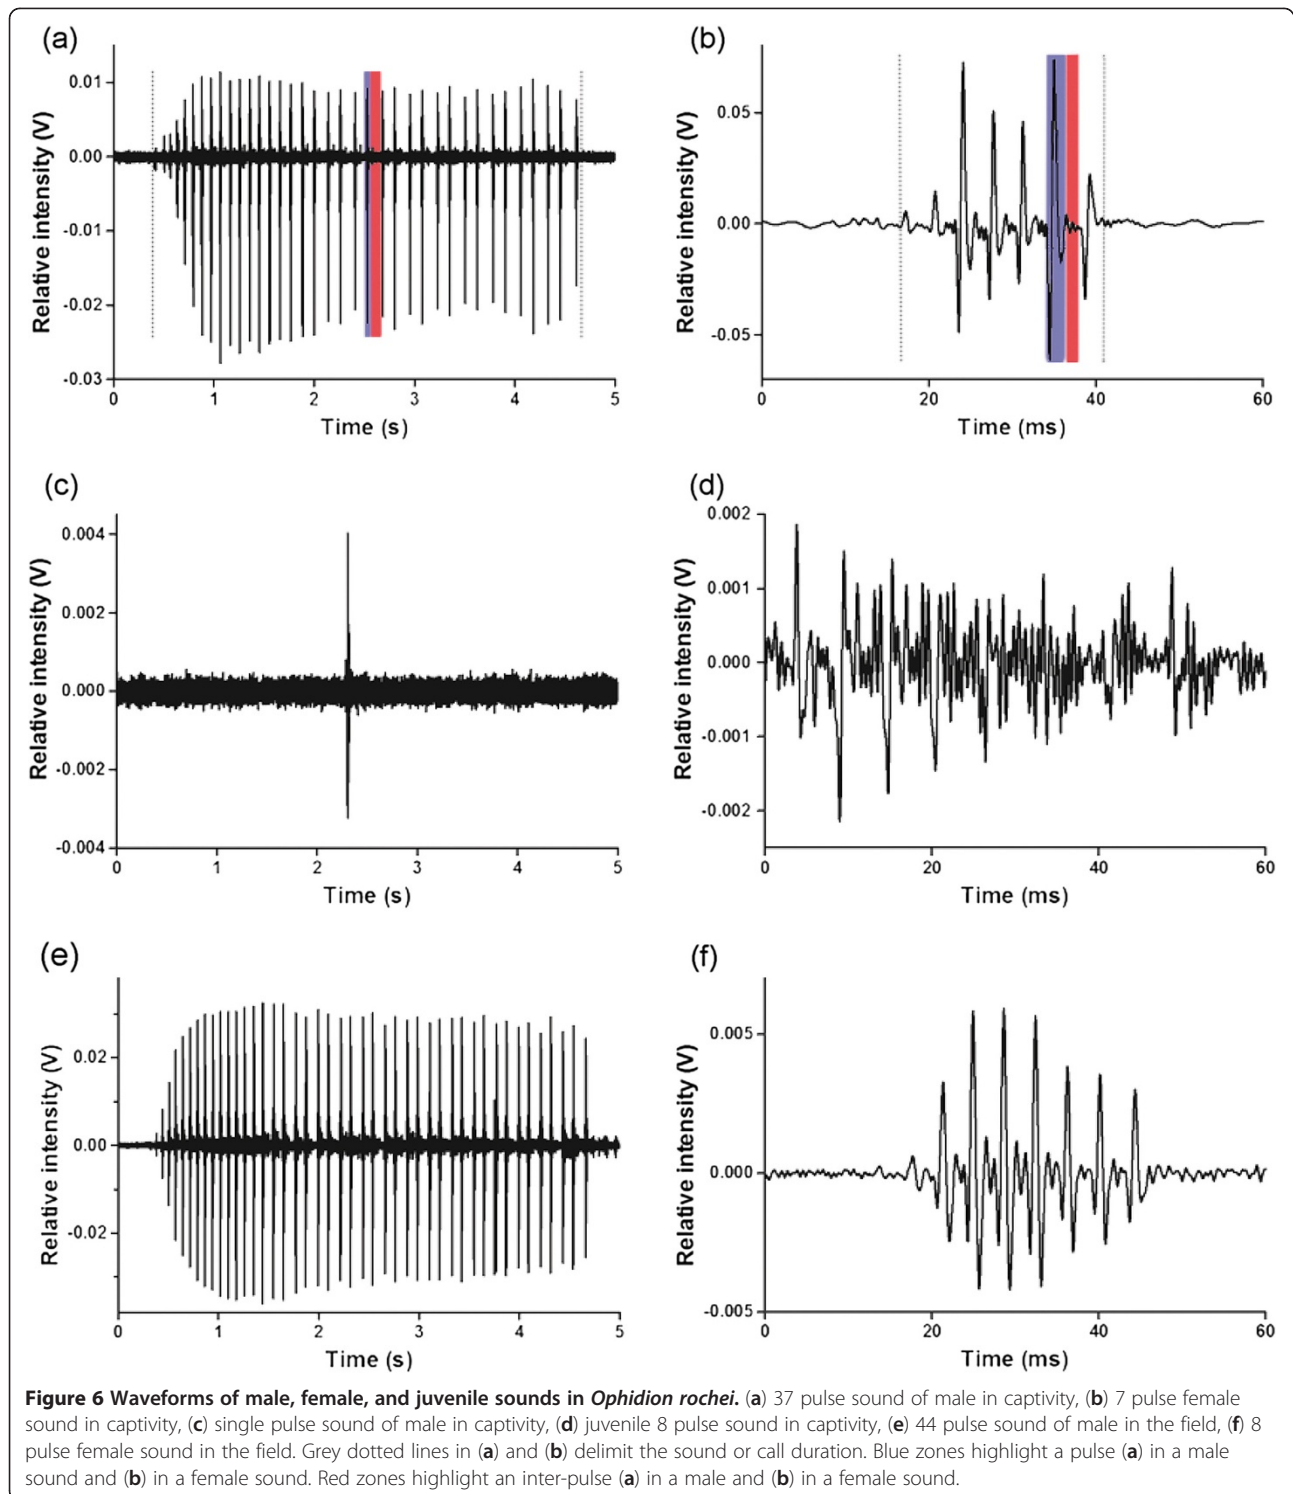 (a)
Relative intensity (V)
0.01
0.00
-0.01
-0.02
-0.03
0 1 2 3 4 5
Time (s)
(b)
Relative intensity (V)
0.05
0.00
-0.05
0 20 40 60
Time (ms)
(c)
Relative intensity (V)
0.004
0.002
0.000
-0.002
-0.004
0 1 2 3 4 5
Time (s)
(d)
Relative intensity (V)
0.002
0.001
0.000
-0.001
-0.002
0 20 40 60
Time (ms)
(e)
Relative intensity (V)
0.02
0.00
-0.02
0 1 2 3 4 5
Time (s)
(f)
Relative intensity (V)
0.005
0.000
-0.005
0 20 40 60
Time (ms)
Figure 6 Waveforms of male, female, and juvenile sounds in Ophidion rochei. (a) 37 pulse sound of male in captivity, (b) 7 pulse female
sound in captivity, (c) single pulse sound of male in captivity, (d) juvenile 8 pulse sound in captivity, (e) 44 pulse sound of male in the field, (f) 8
pulse female sound in the field. Grey dotted lines in (a) and (b) delimit the sound or call duration. Blue zones highlight a pulse (a) in a male
sound and (b) in a female sound. Red zones highlight an inter-pulse (a) in a male and (b) in a female sound.